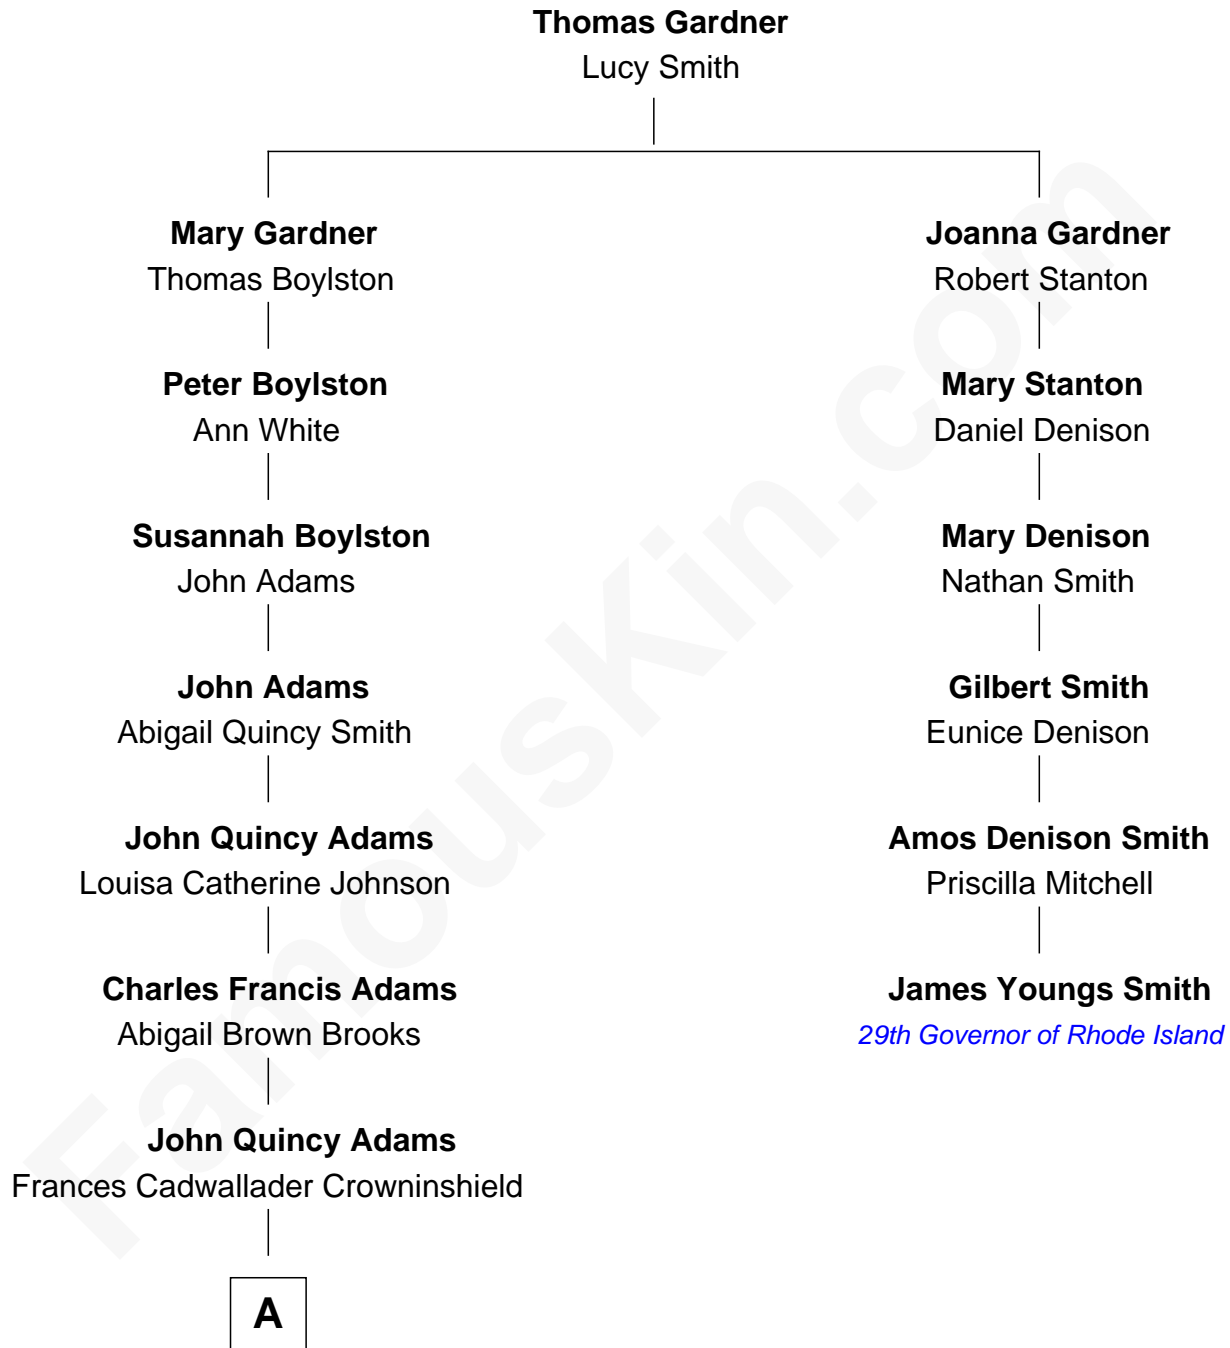 Thomas Gardner
Lucy Smith
Mary Gardner
Thomas Boylston
Joanna Gardner
Robert Stanton
Peter Boylston
Ann White
Mary Stanton
Daniel Denison
Susannah Boylston
John Adams
Mary Denison
Nathan Smith
John Adams
Abigail Quincy Smith
Gilbert Smith
Eunice Denison
John Quincy Adams
Louisa Catherine Johnson
Amos Denison Smith
Priscilla Mitchell
Charles Francis Adams
Abigail Brown Brooks
James Youngs Smith
29th Governor of Rhode Island
John Quincy Adams
Frances Cadwallader Crowninshield
A
FamousKin.com